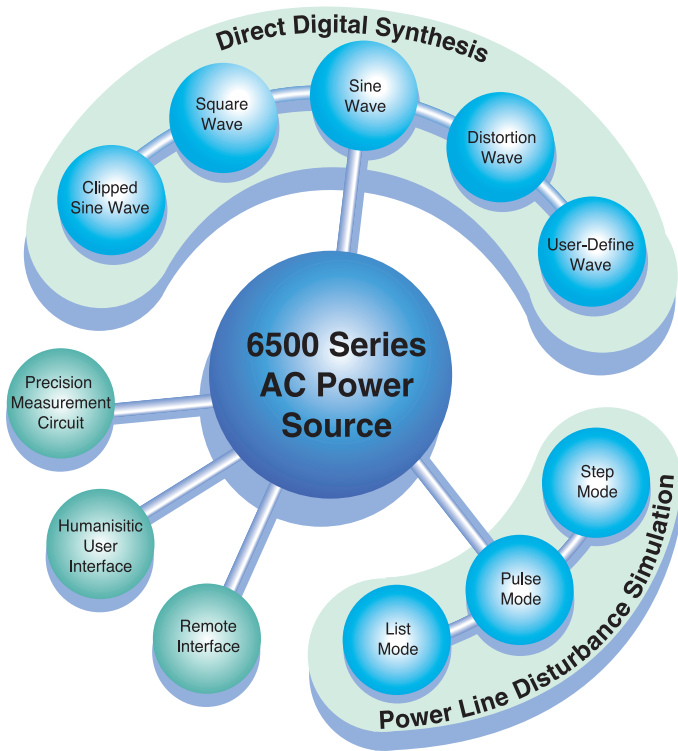 Direct Digital Synthesis
Clipped
Sine Wave
Square
Wave
Sine
Wave
Distortion
Wave
User-Define
Wave
6500 Series
AC Power
Source
Precision
Measurement
Circuit
Humanisitic
User
Interface
Remote
Interface
List
Mode
Pulse
Mode
Step
Mode
Power Line Disturbance Simulation